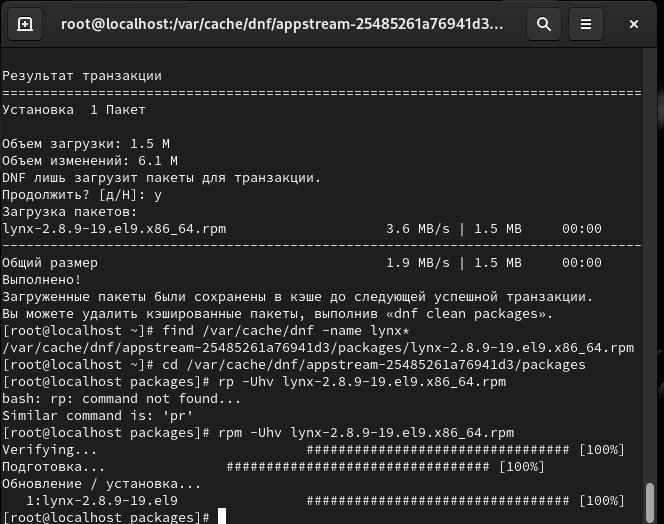 root@localhost:/var/cache/dnf/appstream-25485261a76941d3...
Результат транзакции
================================================================================
Установка  1 Пакет
Объем загрузки: 1.5 M
Объем изменений: 6.1 M
DNF лишь загрузит пакеты для транзакции.
Продолжить? [д/Н]: y
Загрузка пакетов:
lynx-2.8.9-19.el9.x86_64.rpm                    3.6 MB/s | 1.5 MB     00:00
--------------------------------------------------------------------------------
Общий размер                                    1.9 MB/s | 1.5 MB     00:00
Выполнено!
Загруженные пакеты были сохранены в кэше до следующей успешной транзакции.
Вы можете удалить кэшированные пакеты, выполнив «dnf clean packages».
[root@localhost ~]# find /var/cache/dnf -name lynx*
/var/cache/dnf/appstream-25485261a76941d3/packages/lynx-2.8.9-19.el9.x86_64.rpm
[root@localhost ~]# cd /var/cache/dnf/appstream-25485261a76941d3/packages
[root@localhost packages]# rp -Uhv lynx-2.8.9-19.el9.x86_64.rpm
bash: rp: command not found...
Similar command is: 'pr'
[root@localhost packages]# rpm -Uhv lynx-2.8.9-19.el9.x86_64.rpm
Verifying...                          ################################# [100%]
Подготовка...               ################################# [100%]
Обновление / установка...
   1:lynx-2.8.9-19.el9                ################################# [100%]
[root@localhost packages]#